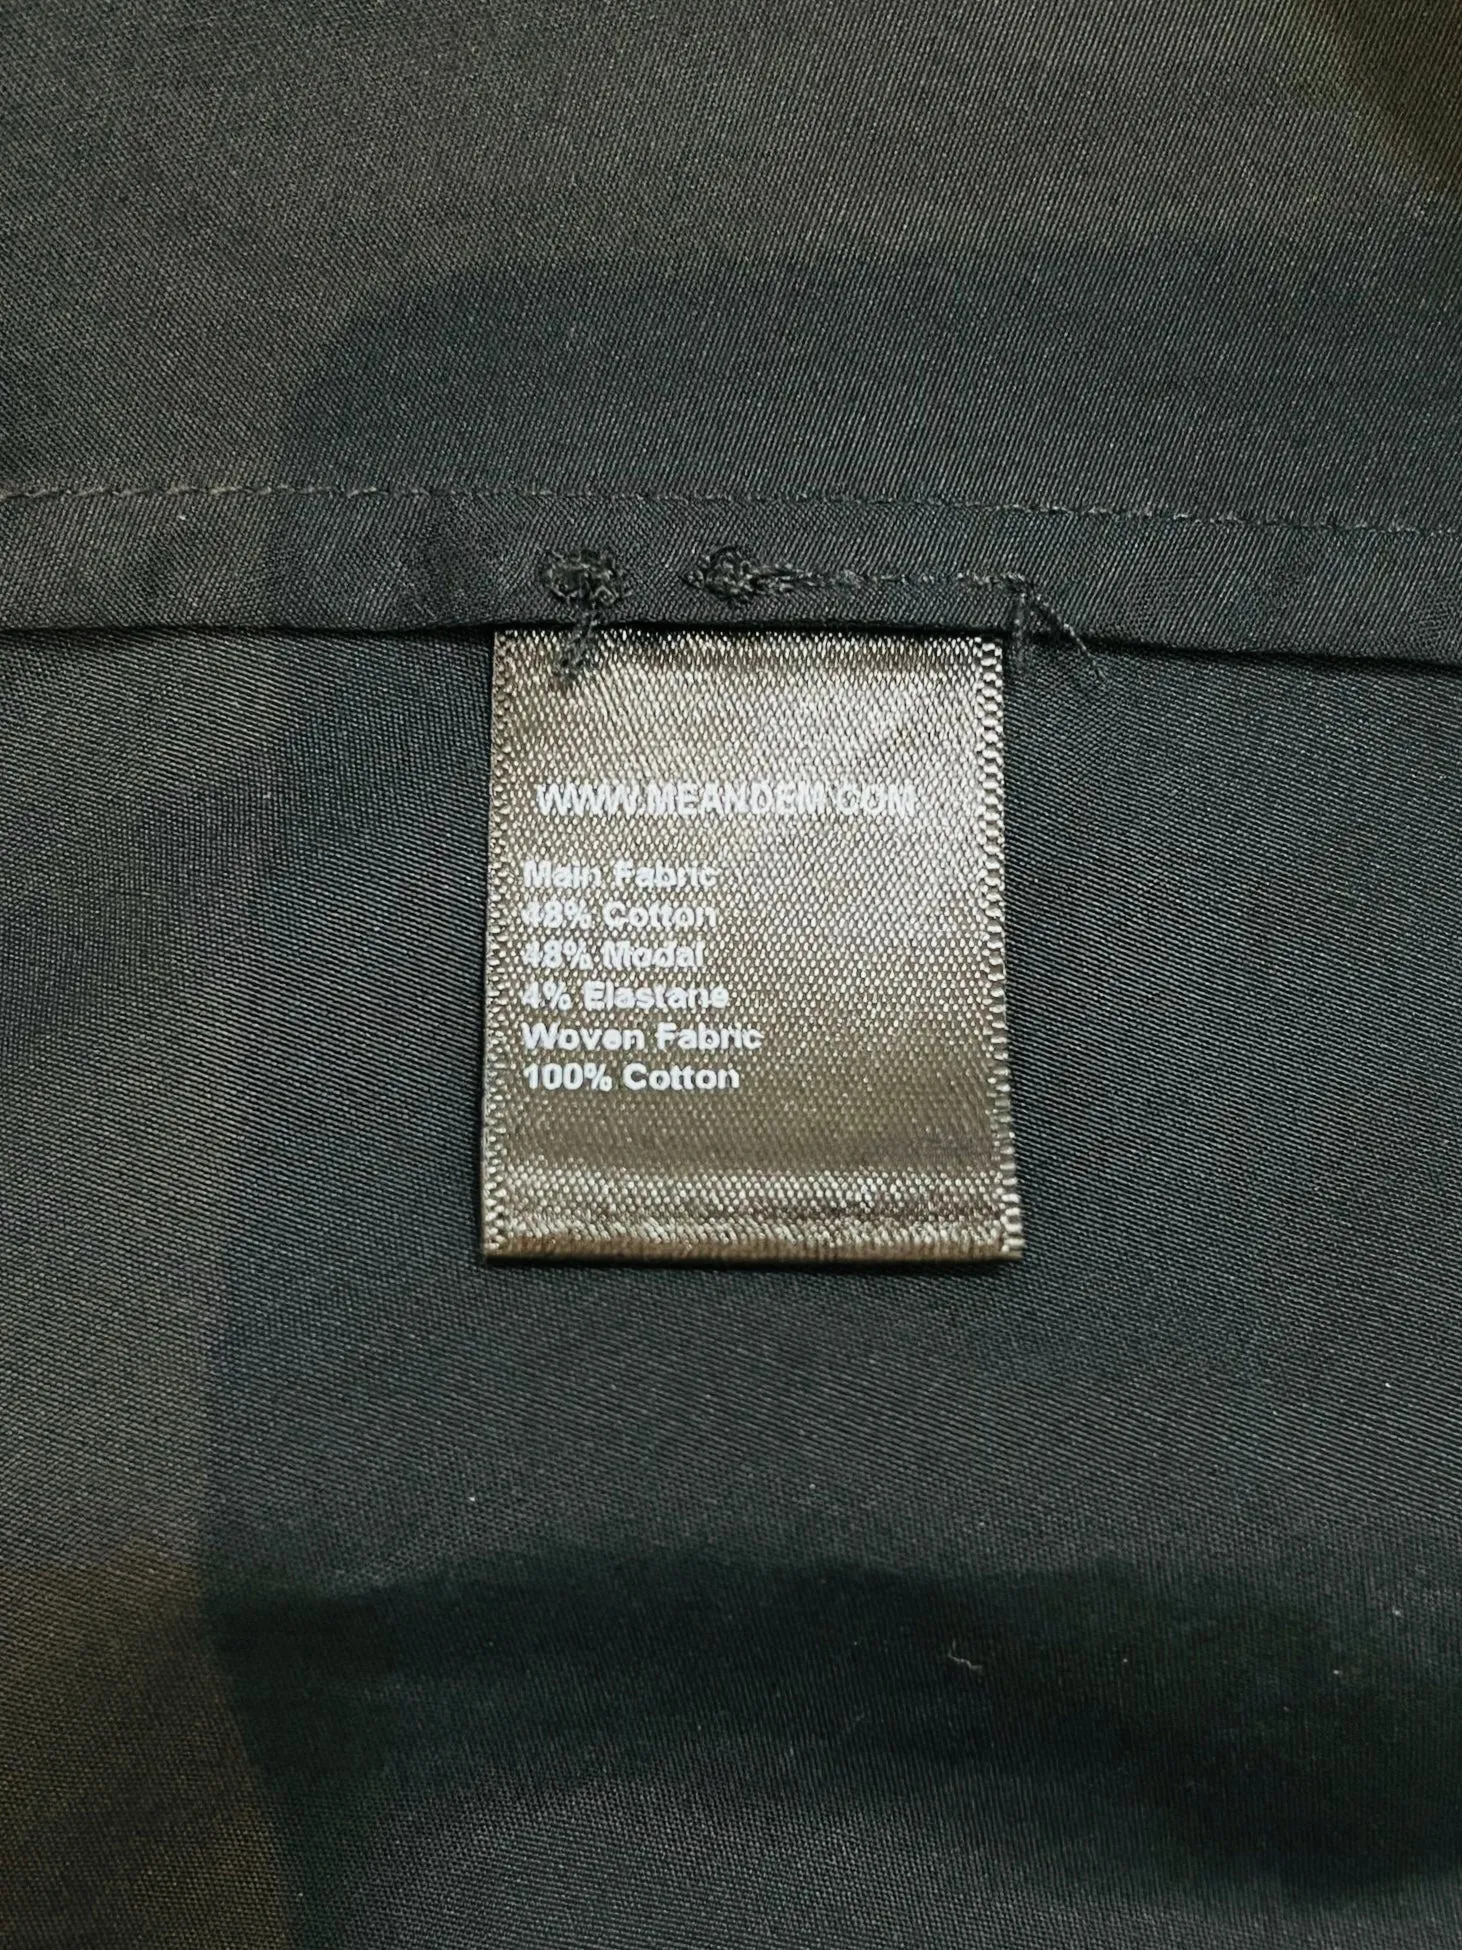 WWW.MEANDEM.COM
Main Fabric
48% Cotton
48% Modal
4% Elastane
Woven Fabric
100% Cotton